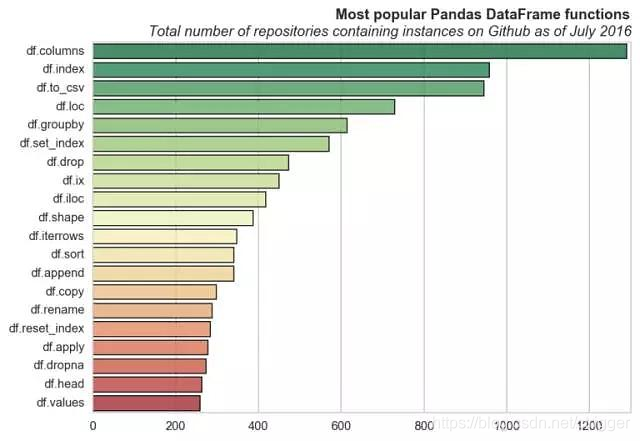 Most popular Pandas DataFrame functions
Total number of repositories containing instances on Github as of July 2016
df.columns
df.index
df.to_csv
df.loc
df.groupby
df.set_index
df.drop
df.ix
df.iloc
df.shape
df.iterrows
df.sort
df.append
df.copy
df.rename
df.reset_index
df.apply
df.dropna
df.head
df.values
0 200 400 600 800 1000 1200